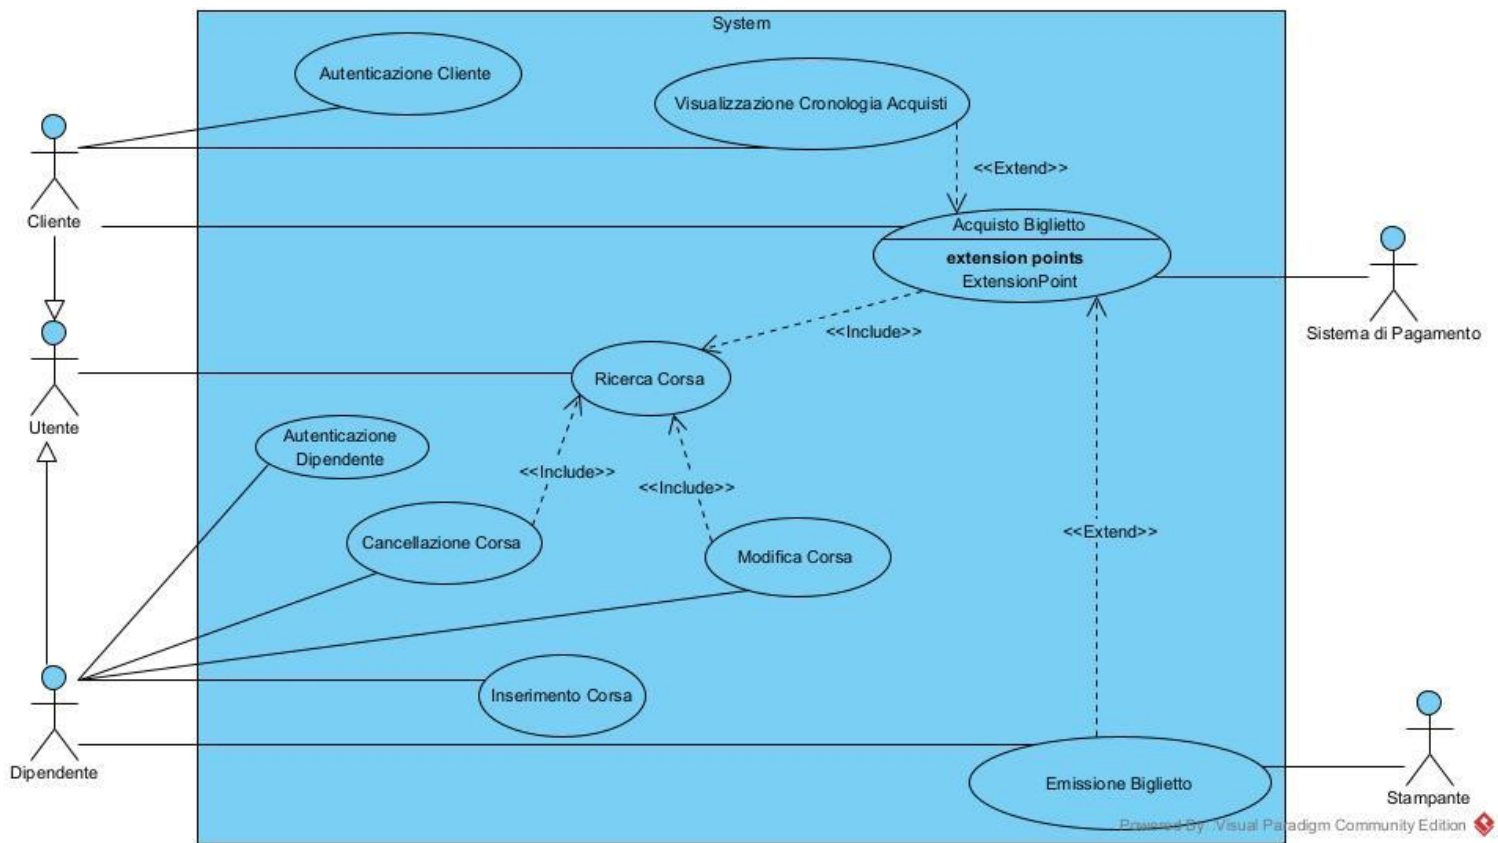 System
Autenticazione Cliente
Visualizzazione Cronologia Acquisti
<<Extend>>
Cliente
Acquisto Biglietto
extension points
ExtensionPoint
<<Include>>
Sistema di Pagamento
Ricerca Corsa
Utente
Autenticazione
Dipendente
<<Include>>
<<Include>>
Cancellazione Corsa
Modifica Corsa
<<Extend>>
Inserimento Corsa
Dipendente
Emissione Biglietto
Stampante
Powered By Visual Paradigm Community Edition